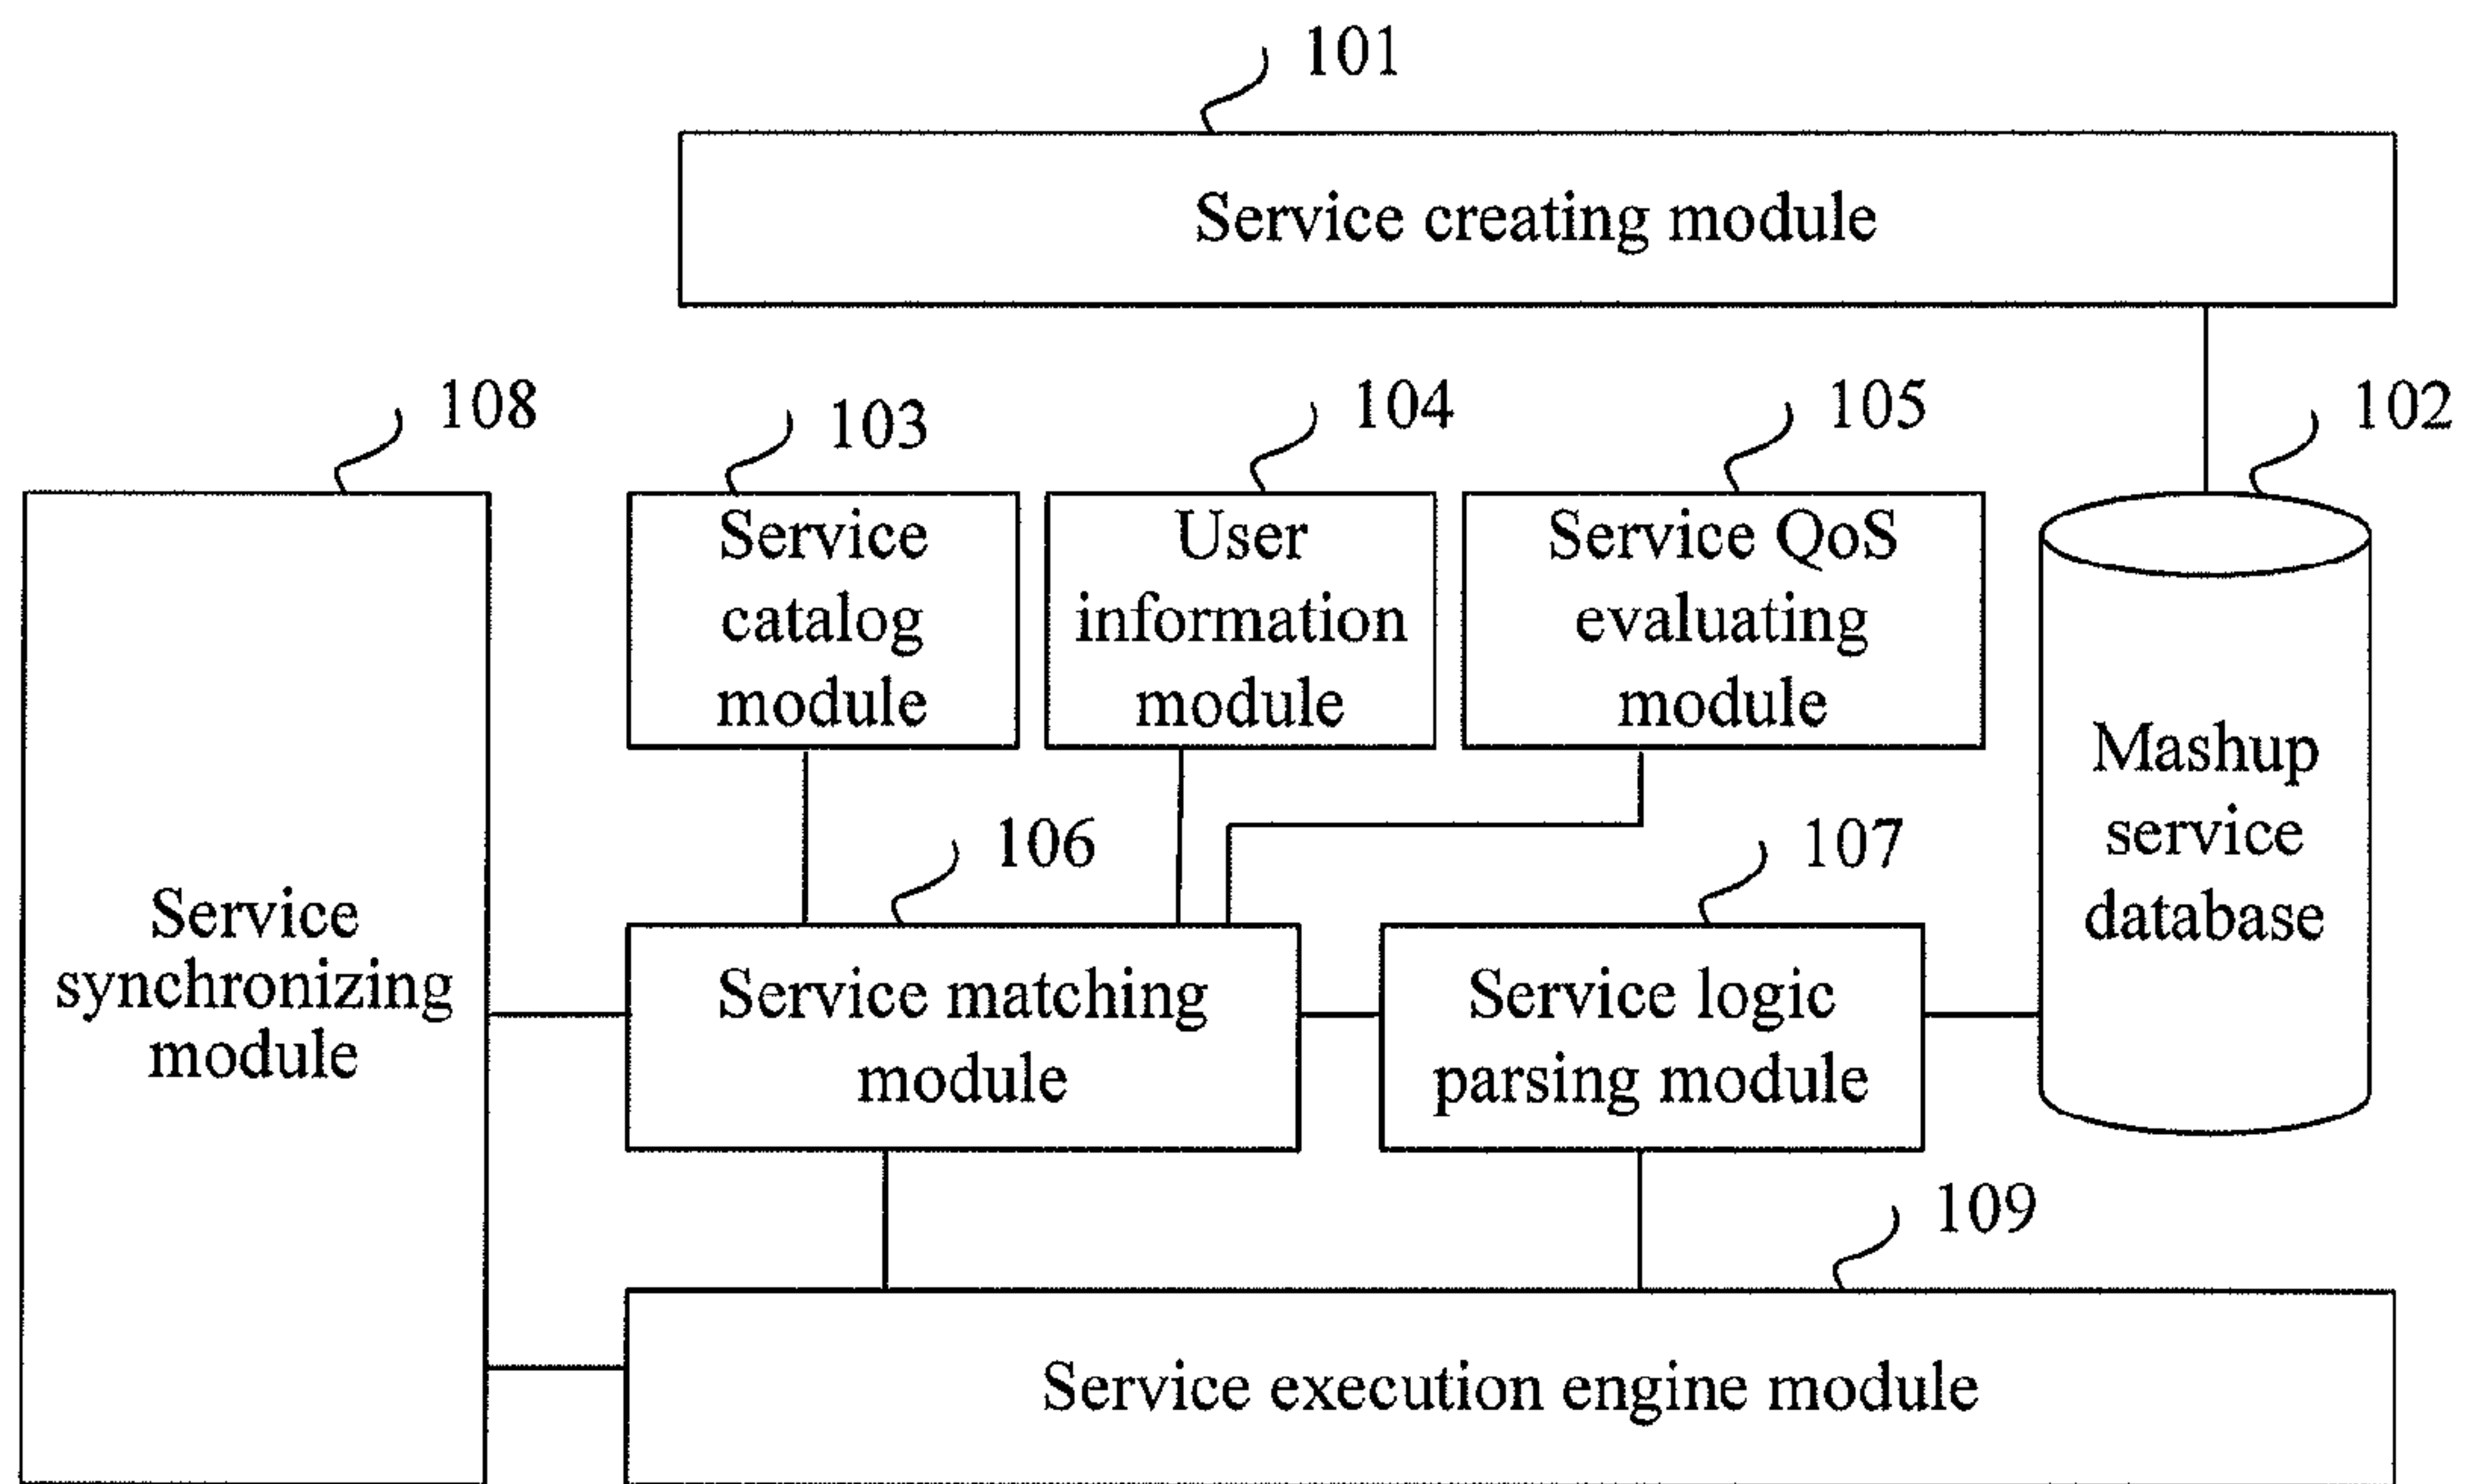 101
Service creating module
108
103
104
105
102
Service
catalog
module
User
information
module
Service QoS
evaluating
module
Mashup
service
database
106
107
Service
synchronizing
module
Service matching
module
Service logic
parsing module
109
Service execution engine module